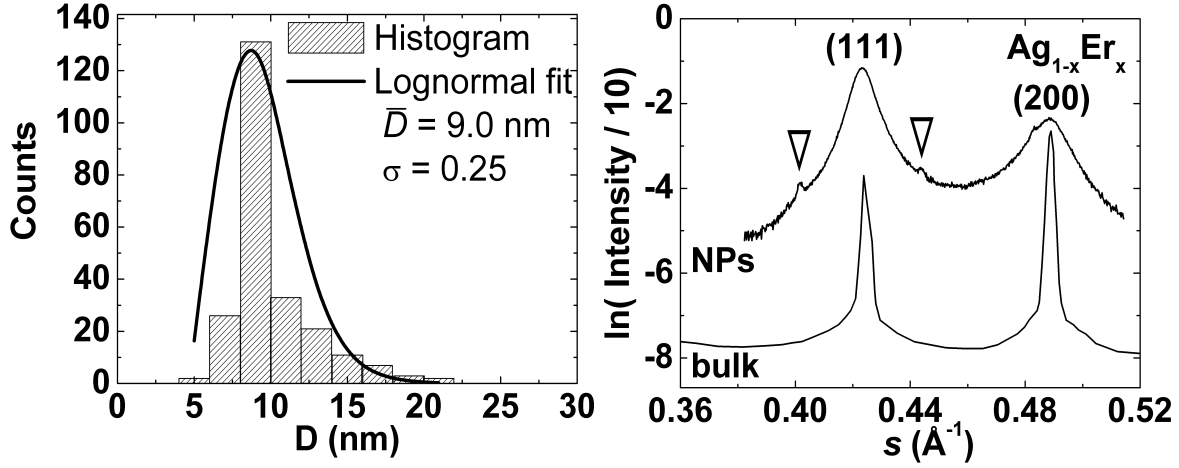 140
120
100
80
60
40
20
0
Counts
Histogram
Lognormal fit
D̅ = 9.0 nm
σ = 0.25
0 5 10 15 20 25 30
D (nm)
0
-2
-4
-6
-8
ln( Intensity / 10)
(111)
Ag1-xErx
(200)
NPs
bulk
0.36 0.40 0.44 0.48 0.52
s (Å-1)